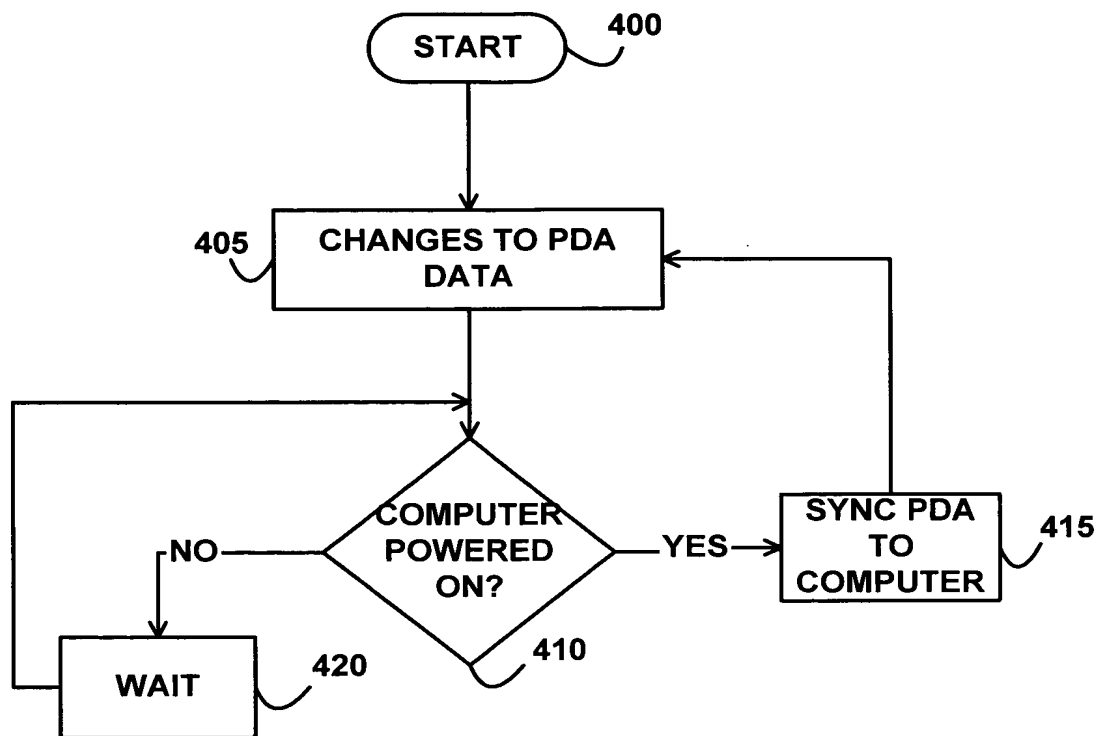 START
400
405
CHANGES TO PDA
DATA
COMPUTER
POWERED
ON?
NO
YES
SYNC PDA
TO
COMPUTER
415
410
WAIT
420